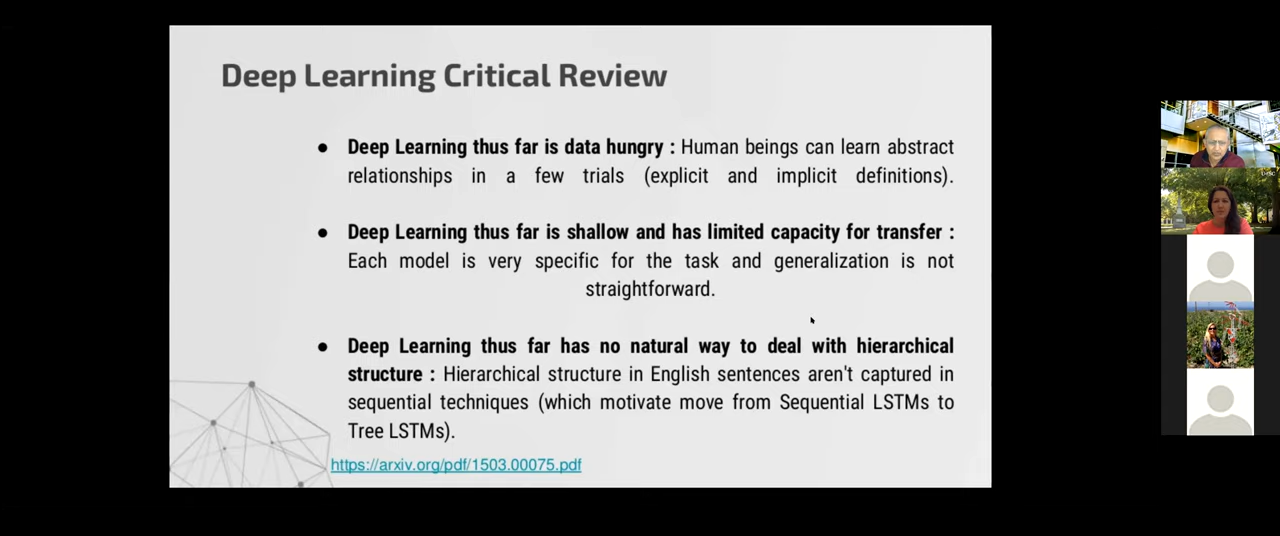 Deep Learning Critical Review
● Deep Learning thus far is data hungry : Human beings can learn abstract
relationships in a few trials (explicit and implicit definitions).
● Deep Learning thus far is shallow and has limited capacity for transfer :
Each model is very specific for the task and generalization is not
straightforward.
● Deep Learning thus far has no natural way to deal with hierarchical
structure : Hierarchical structure in English sentences aren't captured in
sequential techniques (which motivate move from Sequential LSTMs to
Tree LSTMs).
https://arxiv.org/pdf/1503.00075.pdf